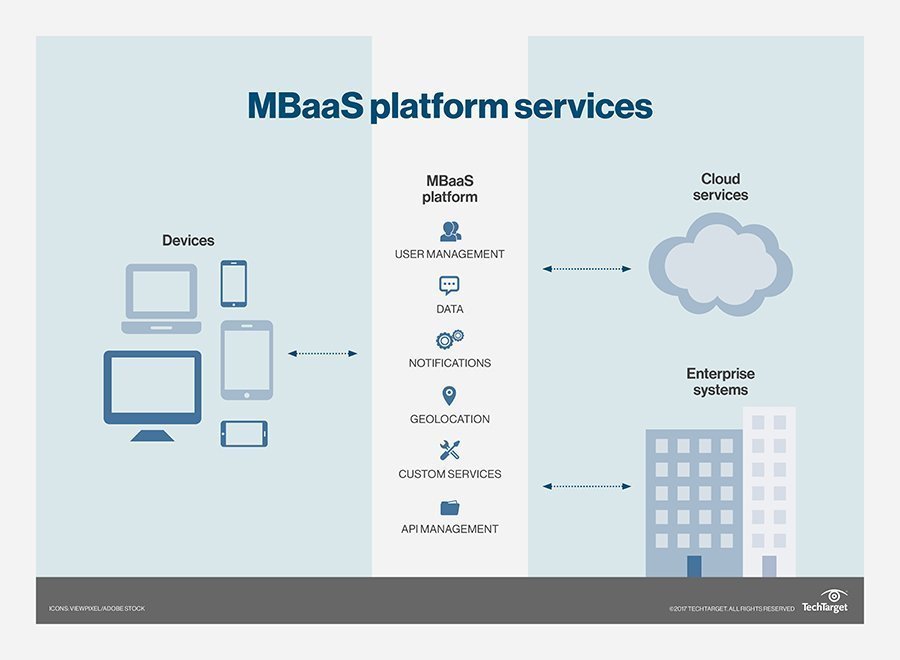 MBaaS platform services
Devices
MBaaS
platform
USER MANAGEMENT
DATA
NOTIFICATIONS
GEOLOCATION
CUSTOM SERVICES
API MANAGEMENT
Cloud
services
Enterprise
systems
ICONS: VIEWPIXEL/ADOBE STOCK
©2017 TECHTARGET. ALL RIGHTS RESERVED
TechTarget